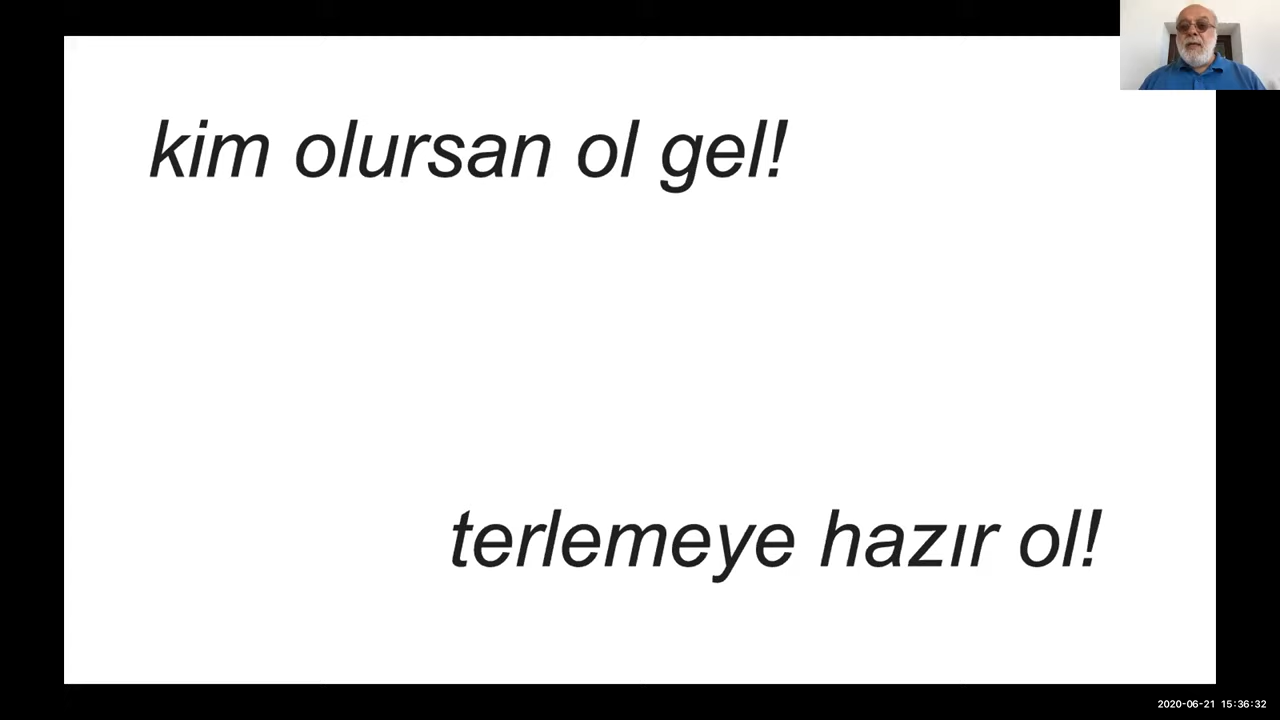 kim olursan ol gel!
terlemeye hazır ol!
2020-06-21 15:36:32